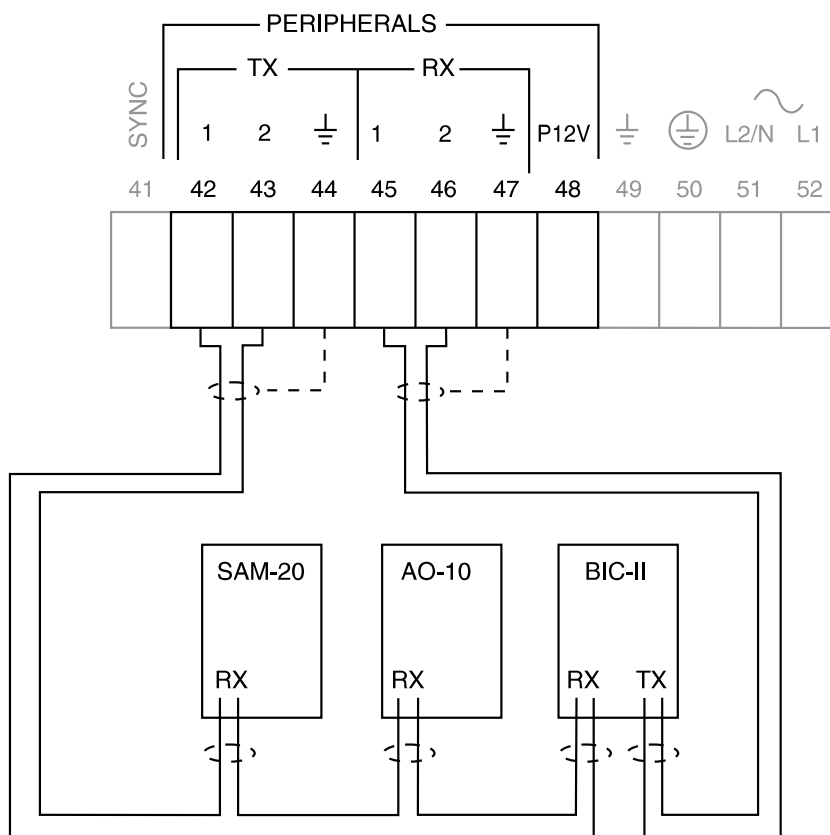 PERIPHERALS
TX RX
SYNC 1 2 1 2 P12V L2/N L1
41 42 43 44 45 46 47 48 49 50 51 52
SAM-20 AO-10 BIC-II
RX RX RX TX